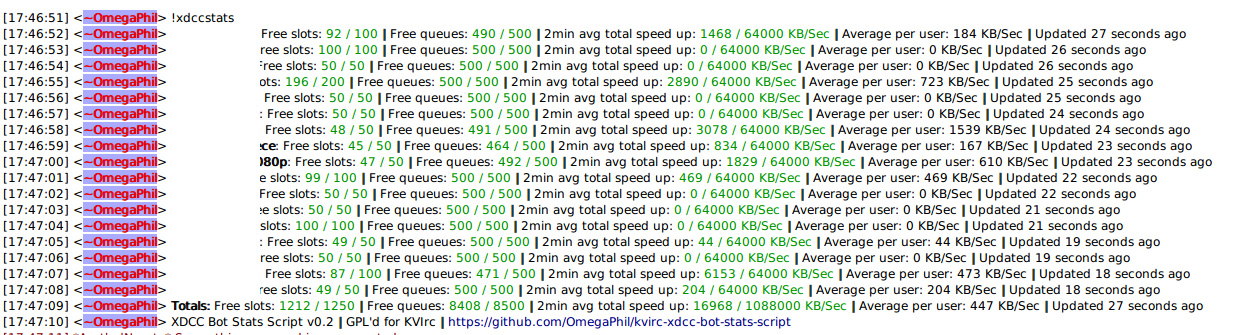 [17:46:51] <~OmegaPhil> !xdccstats
[17:46:52] <~OmegaPhil> Free slots: 92 / 100 | Free queues: 490 / 500 | 2min avg total speed up: 1468 / 64000 KB/Sec | Average per user: 184 KB/Sec | Updated 27 seconds ago
[17:46:53] <~OmegaPhil> ree slots: 100 / 100 | Free queues: 500 / 500 | 2min avg total speed up: 0 / 64000 KB/Sec | Average per user: 0 KB/Sec | Updated 26 seconds ago
[17:46:54] <~OmegaPhil> Free slots: 50 / 50 | Free queues: 500 / 500 | 2min avg total speed up: 0 / 64000 KB/Sec | Average per user: 0 KB/Sec | Updated 26 seconds ago
[17:46:55] <~OmegaPhil> ots: 196 / 200 | Free queues: 500 / 500 | 2min avg total speed up: 2890 / 64000 KB/Sec | Average per user: 723 KB/Sec | Updated 25 seconds ago
[17:46:56] <~OmegaPhil> Free slots: 50 / 50 | Free queues: 500 / 500 | 2min avg total speed up: 0 / 64000 KB/Sec | Average per user: 0 KB/Sec | Updated 25 seconds ago
[17:46:57] <~OmegaPhil> : Free slots: 50 / 50 | Free queues: 500 / 500 | 2min avg total speed up: 0 / 64000 KB/Sec | Average per user: 0 KB/Sec | Updated 24 seconds ago
[17:46:58] <~OmegaPhil> Free slots: 48 / 50 | Free queues: 491 / 500 | 2min avg total speed up: 3078 / 64000 KB/Sec | Average per user: 1539 KB/Sec | Updated 24 seconds ago
[17:46:59] <~OmegaPhil> ce: Free slots: 45 / 50 | Free queues: 464 / 500 | 2min avg total speed up: 834 / 64000 KB/Sec | Average per user: 167 KB/Sec | Updated 23 seconds ago
[17:47:00] <~OmegaPhil> 080p: Free slots: 47 / 50 | Free queues: 492 / 500 | 2min avg total speed up: 1829 / 64000 KB/Sec | Average per user: 610 KB/Sec | Updated 23 seconds ago
[17:47:01] <~OmegaPhil> e slots: 99 / 100 | Free queues: 500 / 500 | 2min avg total speed up: 469 / 64000 KB/Sec | Average per user: 469 KB/Sec | Updated 22 seconds ago
[17:47:02] <~OmegaPhil> Free slots: 50 / 50 | Free queues: 500 / 500 | 2min avg total speed up: 0 / 64000 KB/Sec | Average per user: 0 KB/Sec | Updated 22 seconds ago
[17:47:03] <~OmegaPhil> ee slots: 50 / 50 | Free queues: 500 / 500 | 2min avg total speed up: 0 / 64000 KB/Sec | Average per user: 0 KB/Sec | Updated 21 seconds ago
[17:47:04] <~OmegaPhil> slots: 100 / 100 | Free queues: 500 / 500 | 2min avg total speed up: 0 / 64000 KB/Sec | Average per user: 0 KB/Sec | Updated 21 seconds ago
[17:47:05] <~OmegaPhil> : Free slots: 49 / 50 | Free queues: 500 / 500 | 2min avg total speed up: 44 / 64000 KB/Sec | Average per user: 44 KB/Sec | Updated 19 seconds ago
[17:47:06] <~OmegaPhil> ee slots: 50 / 50 | Free queues: 500 / 500 | 2min avg total speed up: 0 / 64000 KB/Sec | Average per user: 0 KB/Sec | Updated 19 seconds ago
[17:47:07] <~OmegaPhil> Free slots: 87 / 100 | Free queues: 471 / 500 | 2min avg total speed up: 6153 / 64000 KB/Sec | Average per user: 473 KB/Sec | Updated 18 seconds ago
[17:47:08] <~OmegaPhil> ee slots: 49 / 50 | Free queues: 500 / 500 | 2min avg total speed up: 204 / 64000 KB/Sec | Average per user: 204 KB/Sec | Updated 18 seconds ago
[17:47:09] <~OmegaPhil> Totals: Free slots: 1212 / 1250 | Free queues: 8408 / 8500 | 2min avg total speed up: 16968 / 1088000 KB/Sec | Average per user: 447 KB/Sec | Updated 27 seconds ago
[17:47:10] <~OmegaPhil> XDCC Bot Stats Script v0.2 | GPL'd for KVIrc | https://github.com/OmegaPhil/kvirc-xdcc-bot-stats-script